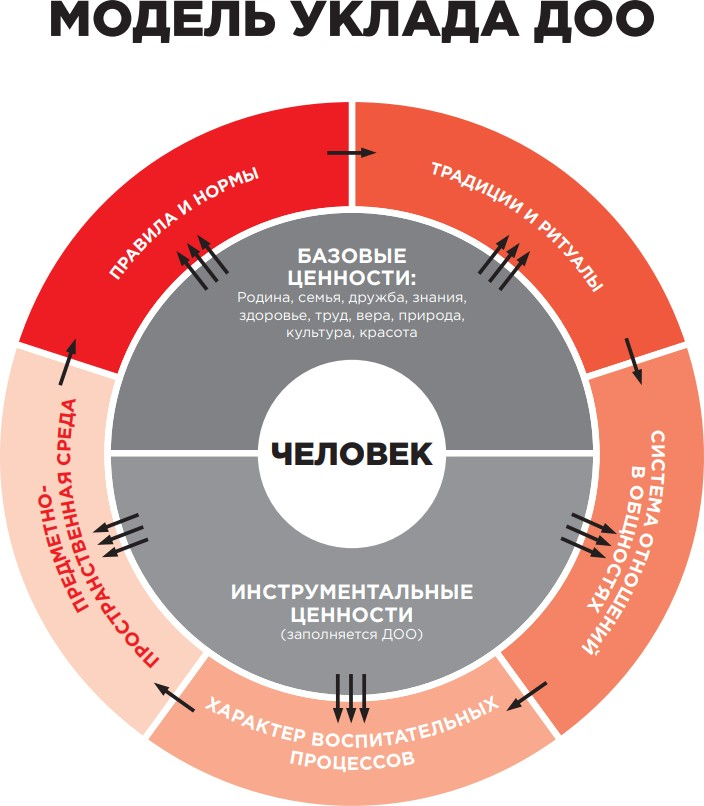 МОДЕЛЬ УКЛАДА ДОО
ПРАВИЛА И НОРМЫ
ТРАДИЦИИ И РИТУАЛЫ
БАЗОВЫЕ
ЦЕННОСТИ:
Родина, семья, дружба, знания,
здоровье, труд, вера, природа,
культура, красота
ЧЕЛОВЕК
ИНСТРУМЕНТАЛЬНЫЕ
ЦЕННОСТИ
(заполняется ДОО)
СИСТЕМА ОТНОШЕНИЙ
В ОБЩНОСТЯХ
ХАРАКТЕР ВОСПИТАТЕЛЬНЫХ
ПРОЦЕССОВ
ПРЕДМЕТНО-
ПРОСТРАНСТВЕННАЯ СРЕДА